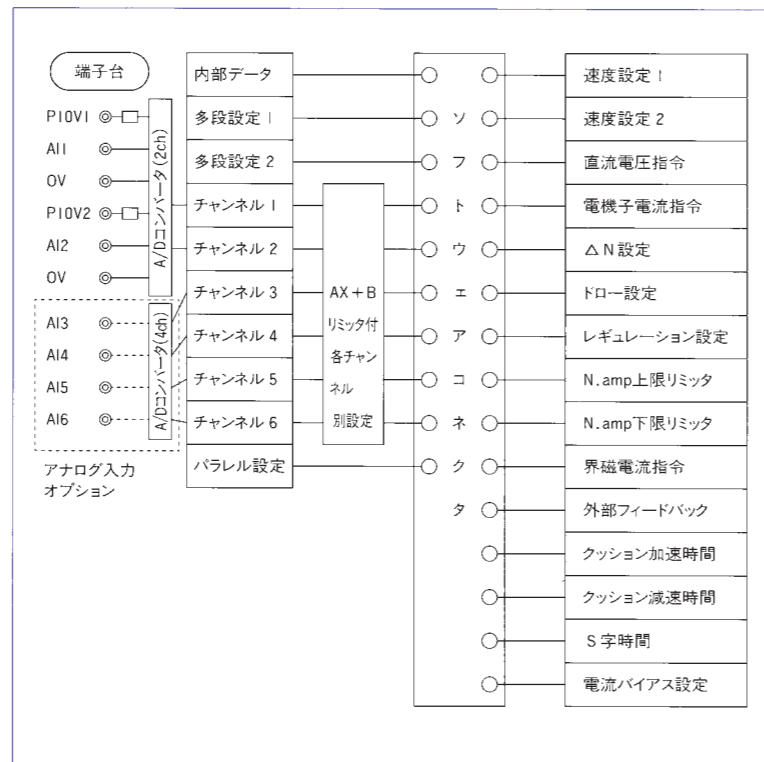 端子台
P10V1
AI1
0V
P10V2
AI2
0V
A/Dコンバータ(2ch)
AI3
AI4
AI5
AI6
A/Dコンバータ(4ch)
アナログ入力
オプション
内部データ
多段設定1
多段設定2
チャンネル1
チャンネル2
チャンネル3
チャンネル4
チャンネル5
チャンネル6
パラレル設定
AX+B
リミッタ付
各チャン
ネル
別設定
ソフトウェアコネクタ
速度設定1
速度設定2
直流電圧指令
電機子電流指令
△N設定
ドロー設定
レギュレーション設定
N.amp上限リミッタ
N.amp下限リミッタ
界磁電流指令
外部フィードバック
クッション加速時間
クッション減速時間
S字時間
電流バイアス設定